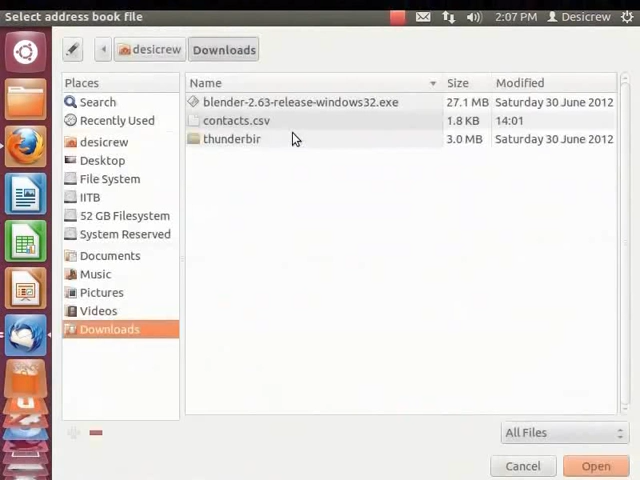 Select address book file
2:07 PM
Desicrew
desicrew
Downloads
Places
Name
Size
Modified
Search
blender-2.63-release-windows32.exe
27.1 MB
Saturday 30 June 2012
Recently Used
contacts.csv
1.8 KB
14:01
desicrew
thunderbir
3.0 MB
Saturday 30 June 2012
Desktop
File System
IITB
52 GB Filesystem
System Reserved
Documents
Music
Pictures
Videos
Downloads
All Files
Cancel
Open